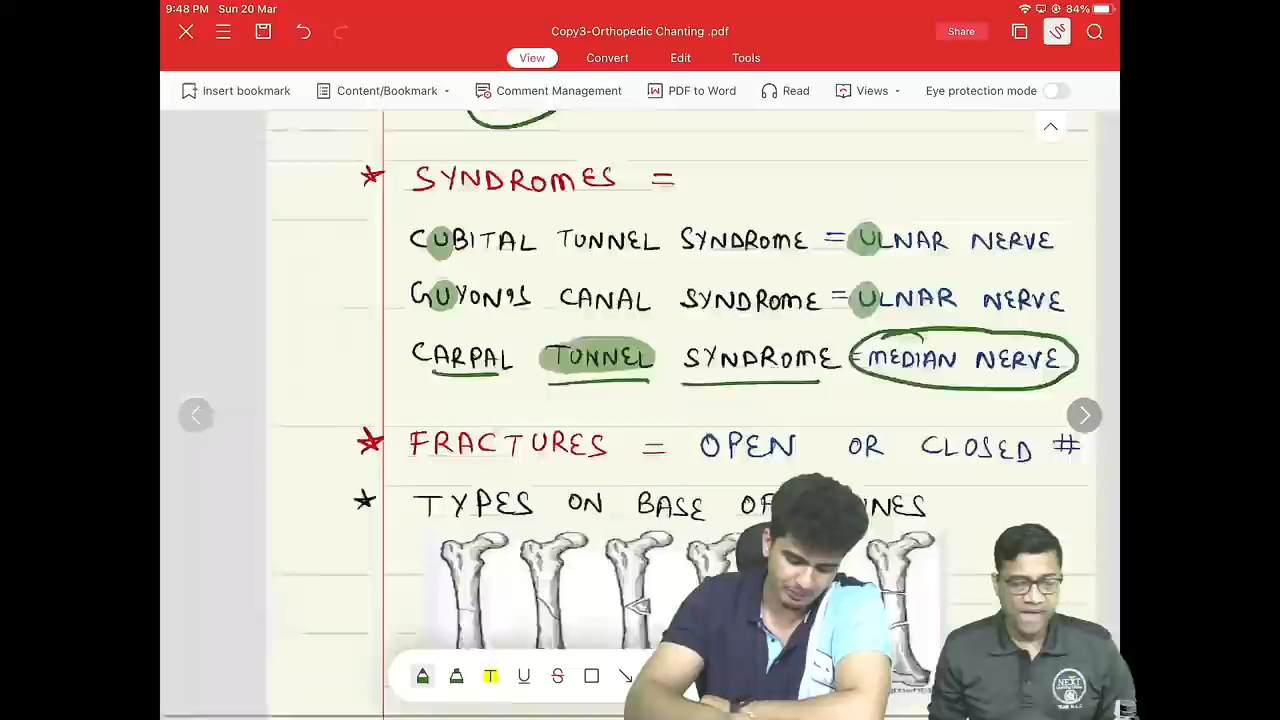 9:48 PM Sun 20 Mar
84%
Copy3-Orthopedic Chanting .pdf
Share
View Convert Edit Tools
Insert bookmark Content/Bookmark Comment Management PDF to Word Read Views Eye protection mode
SYNDROMES =
CUBITAL TUNNEL SYNDROME = ULNAR NERVE
GUYON'S CANAL SYNDROME = ULNAR NERVE
CARPAL TUNNEL SYNDROME = MEDIAN NERVE
FRACTURES = OPEN OR CLOSED #
TYPES ON BASE OF
T U S
NEXT